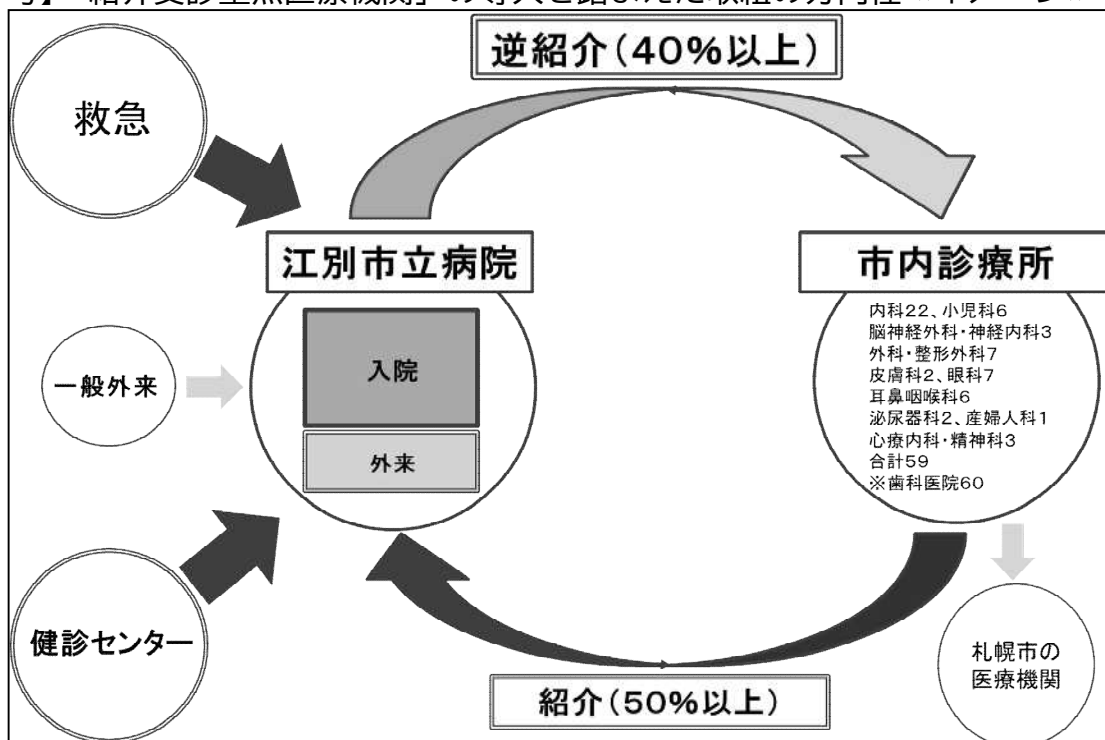 逆紹介(40%以上)
救急
江別市立病院
市内診療所
入院
外来
一般外来
内科22、小児科6
脳神経外科・神経内科3
外科・整形外科7
皮膚科2、眼科7
耳鼻咽喉科6
泌尿器科2、産婦人科1
心療内科・精神科3
合計59
※歯科医院60
健診センター
札幌市の
医療機関
紹介(50%以上)